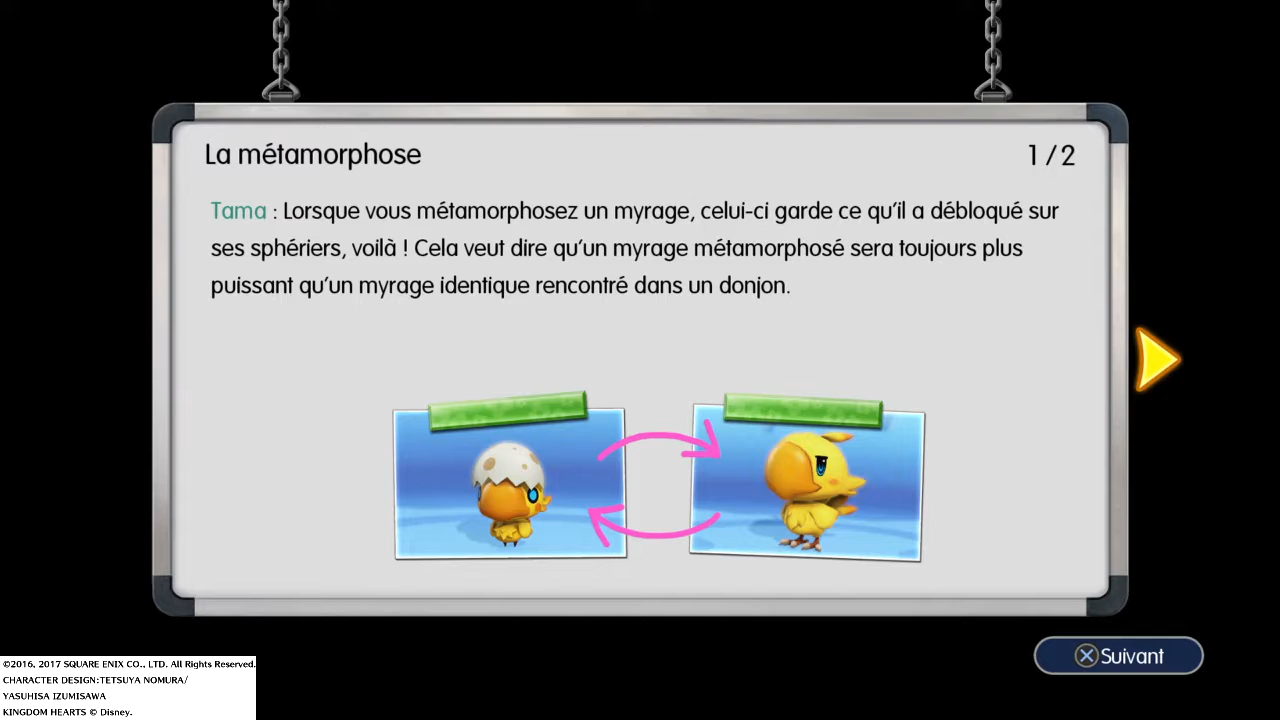 La métamorphose
1 / 2
Tama : Lorsque vous métamorphosez un myrage, celui-ci garde ce qu'il a débloqué sur
ses sphériers, voilà ! Cela veut dire qu'un myrage métamorphosé sera toujours plus
puissant qu'un myrage identique rencontré dans un donjon.
Suivant
©2016, 2017 SQUARE ENIX CO., LTD. All Rights Reserved.
CHARACTER DESIGN:TETSUYA NOMURA/
YASUHISA IZUMISAWA
KINGDOM HEARTS © Disney.